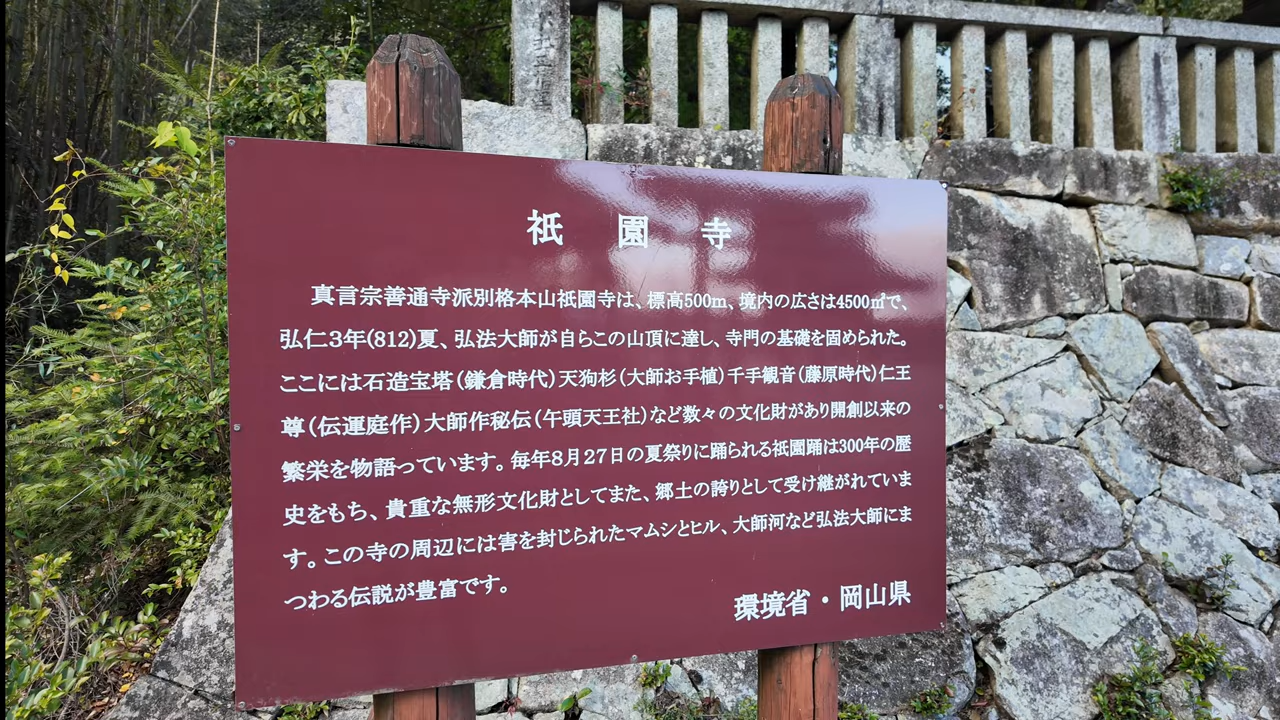 祇園寺
真言宗善通寺派別格本山祇園寺は、標高500m、境内の広さは4500㎡で、
弘仁3年(812)夏、弘法大師が自らこの山頂に達し、寺門の基礎を固められた。
ここには石造宝塔(鎌倉時代)天狗杉(大師お手植)千手観音(藤原時代)仁王
尊(伝運庭作)大師作秘伝(午頭天王社)など数々の文化財があり開創以来の
繁栄を物語っています。毎年8月27日の夏祭りに踊られる祇園踊は300年の歴
史をもち、貴重な無形文化財としてまた、郷土の誇りとして受け継がれていま
す。この寺の周辺には害を封じられたマムシとヒル、大師河など弘法大師にま
つわる伝説が豊富です。
環境省・岡山県